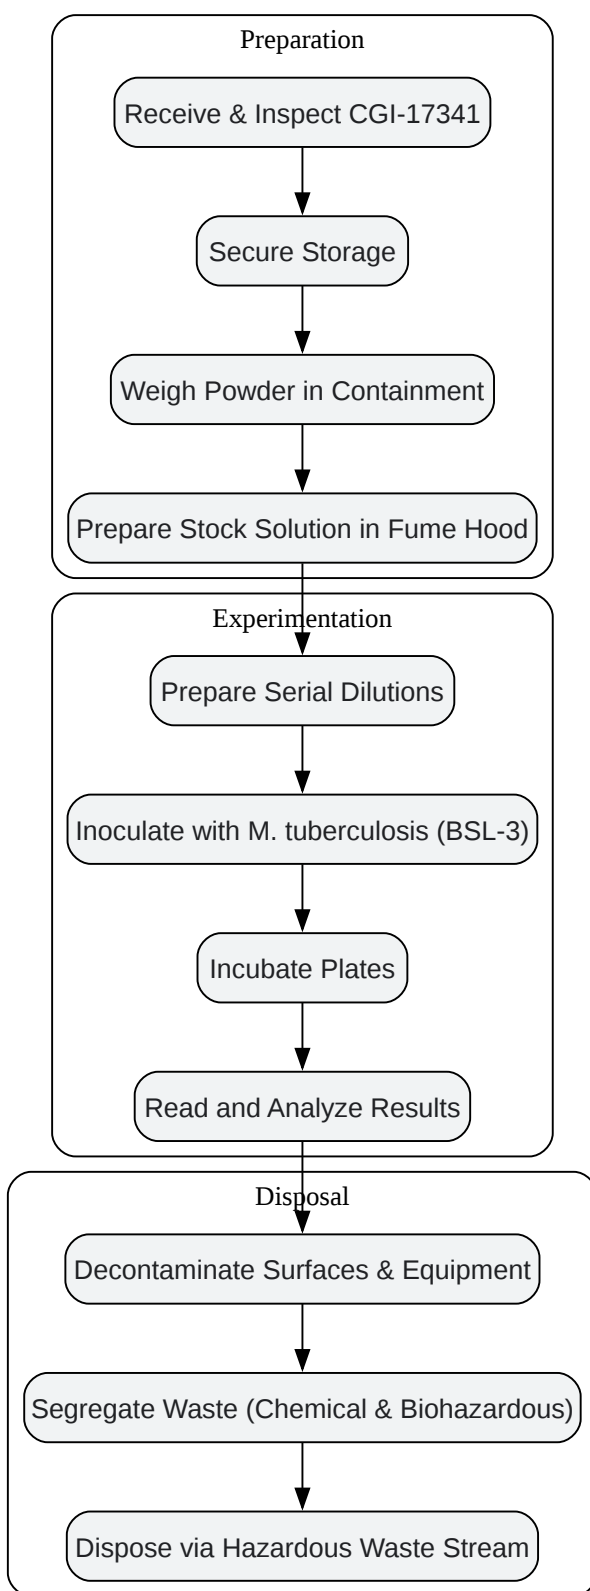 Preparation
Receive & Inspect CGI-17341
Secure Storage
Weigh Powder in Containment
Prepare Stock Solution in Fume Hood
Experimentation
Prepare Serial Dilutions
Inoculate with M. tuberculosis (BSL-3)
Incubate Plates
Read and Analyze Results
Disposal
Decontaminate Surfaces & Equipment
Segregate Waste (Chemical & Biohazardous)
Dispose via Hazardous Waste Stream